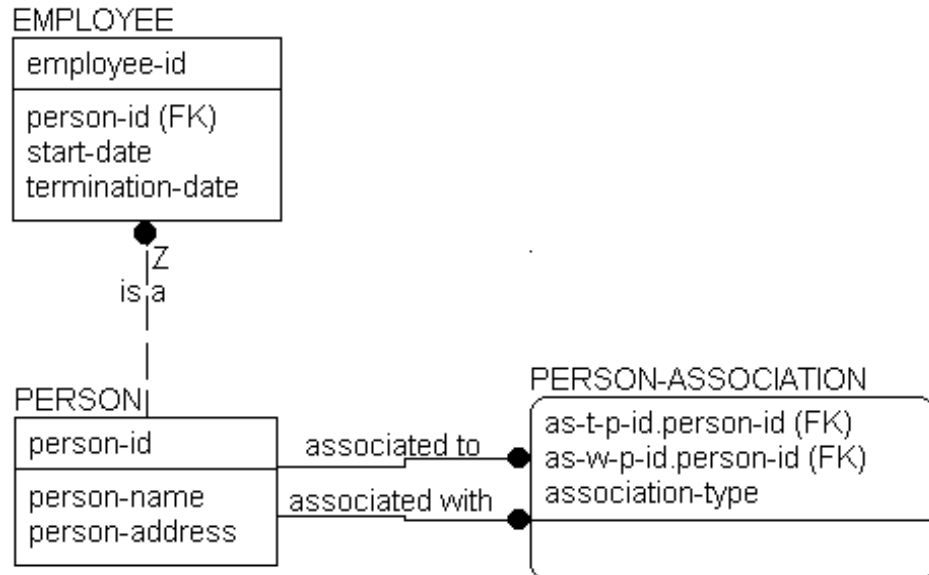 EMPLOYEE
employee-id
person-id (FK)
start-date
termination-date
Z
is a
PERSON
person-id
person-name
person-address
associated to
associated with
PERSON-ASSOCIATION
as-t-p-id.person-id (FK)
as-w-p-id.person-id (FK)
association-type